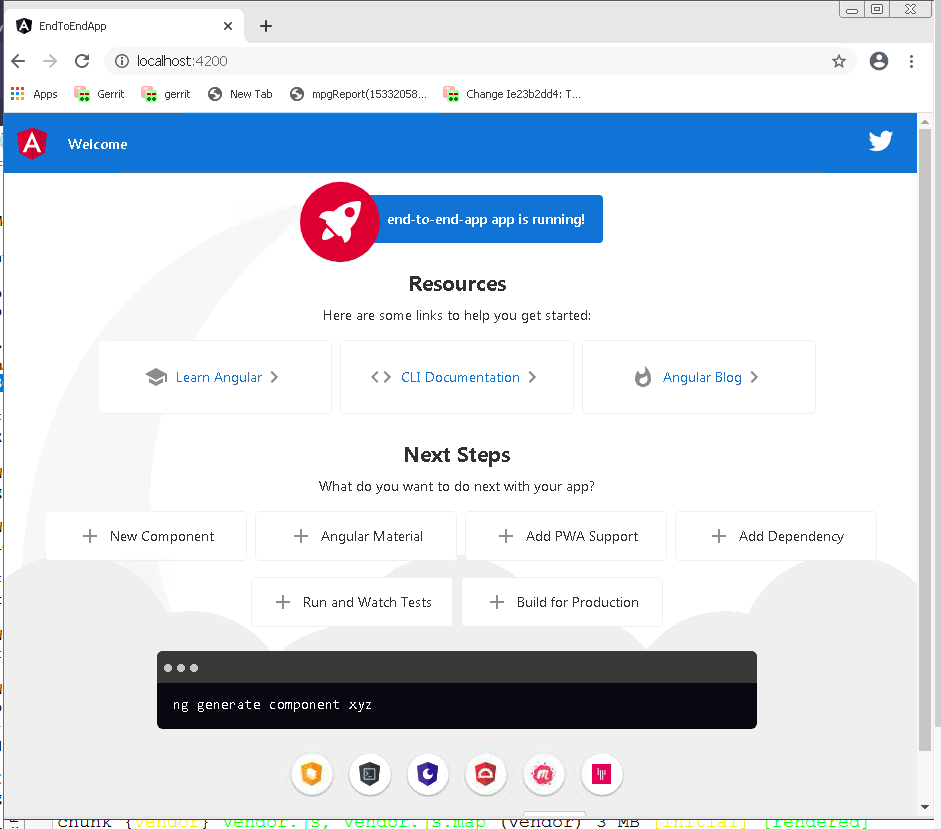 EndToEndApp
localhost:4200
Apps Gerrit gerrit New Tab mpgReport(15332058... Change Ie23b2dd4: T...
Welcome
end-to-end-app app is running!
Resources
Here are some links to help you get started:
Learn Angular CLI Documentation Angular Blog
Next Steps
What do you want to do next with your app?
New Component Angular Material Add PWA Support Add Dependency
Run and Watch Tests Build for Production
ng generate component xyz
chunk {vendor} vendor.js, vendor.js.map (vendor) 3 MB [initial] [rendered]